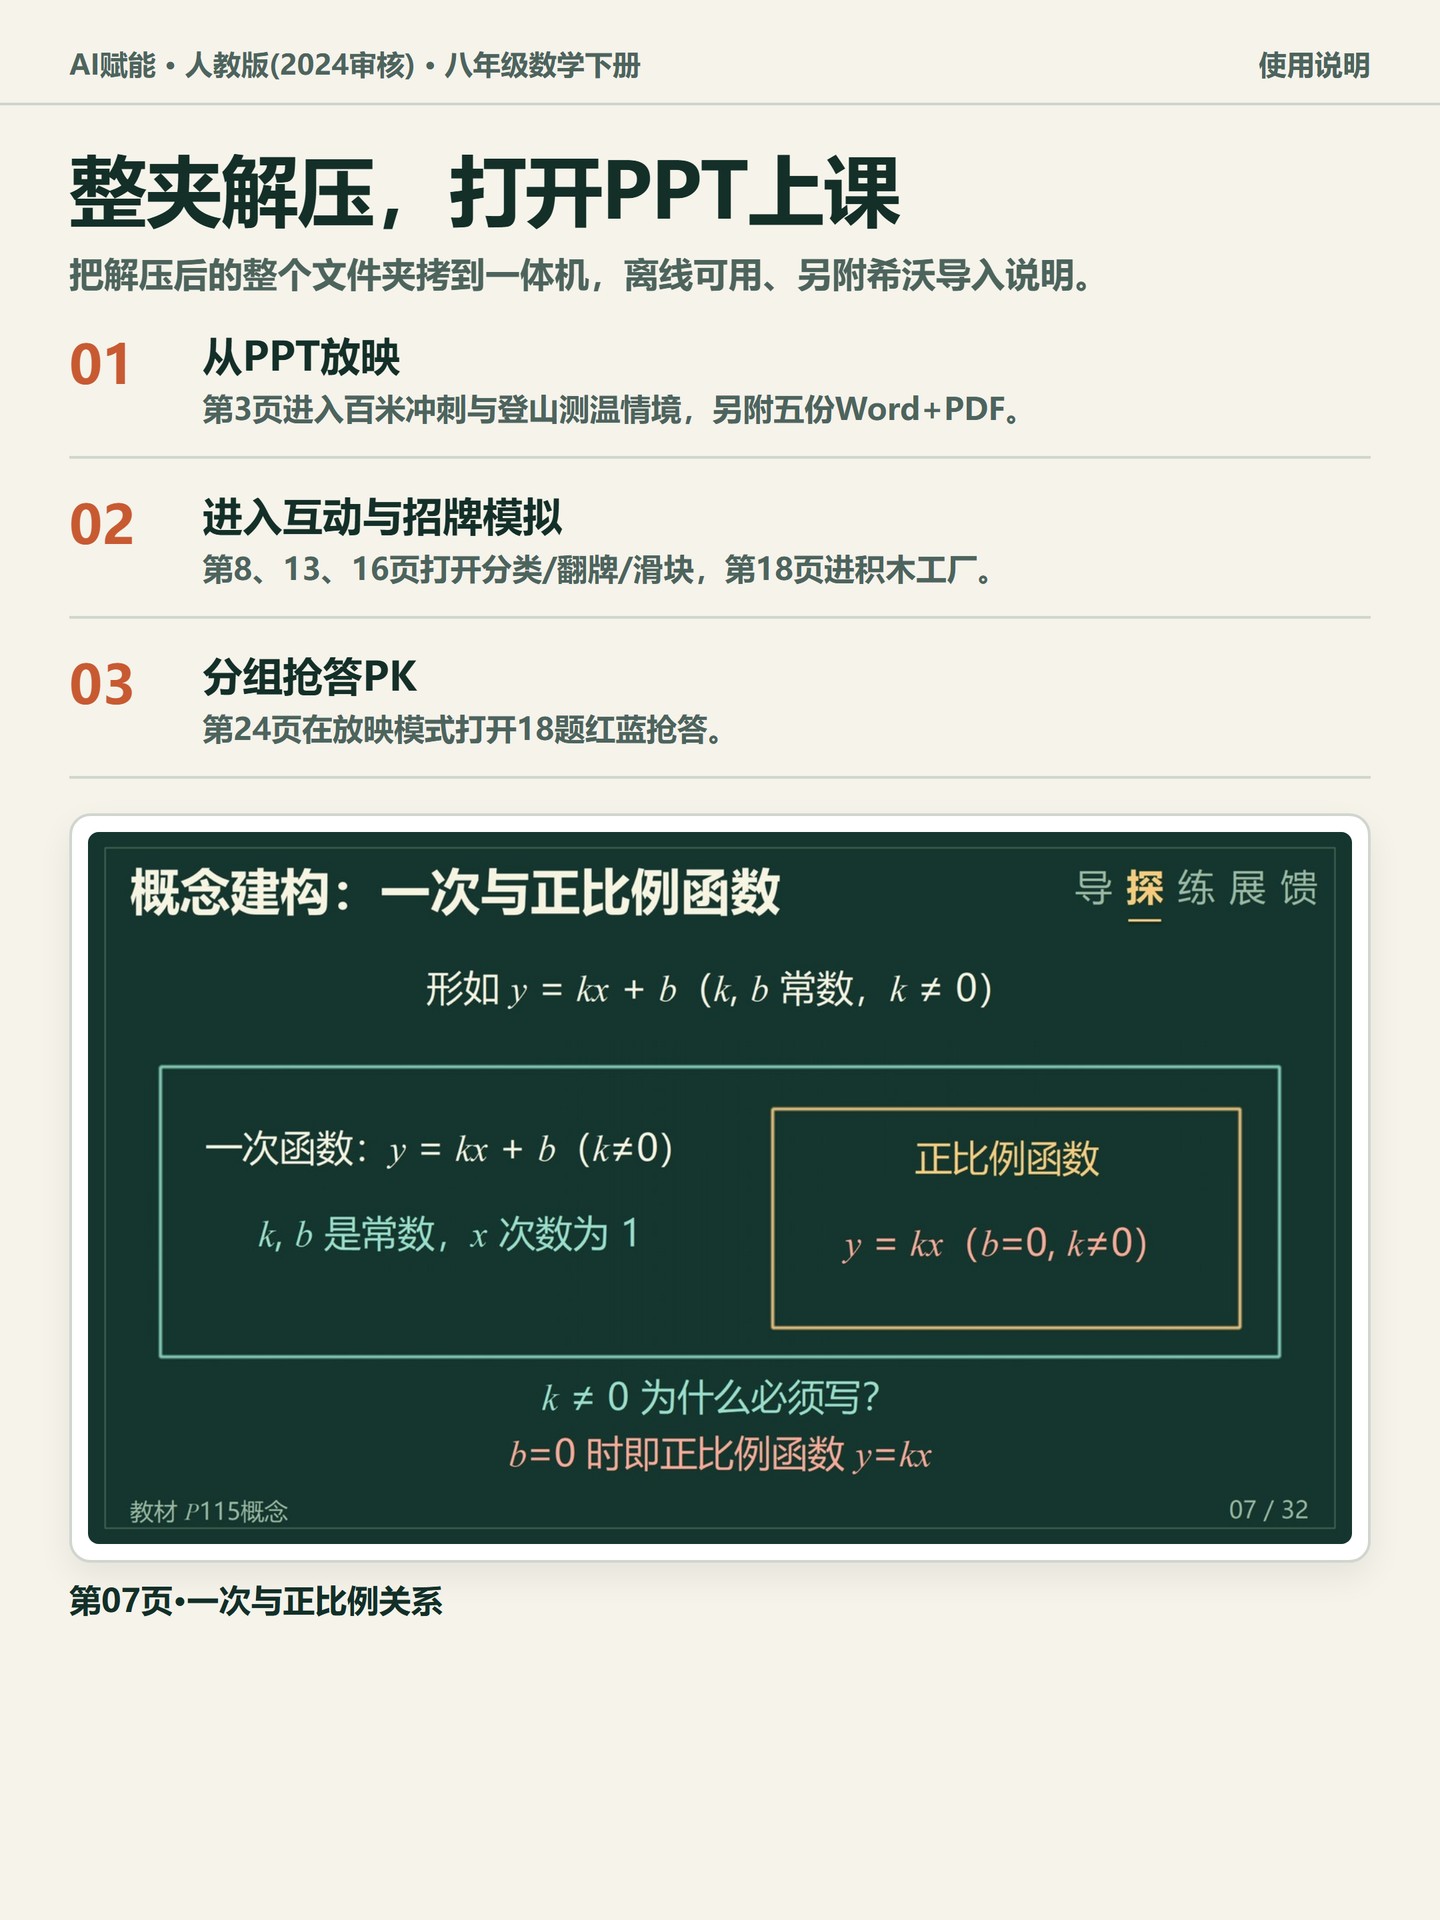 AI赋能 • 人教版(2024审核) • 八年级数学下册
使用说明
整夹解压，打开PPT上课
把解压后的整个文件夹拷到一体机，离线可用、另附希沃导入说明。
01
从PPT放映
第3页进入百米冲刺与登山测温情境，另附五份Word+PDF。
02
进入互动与招牌模拟
第8、13、16页打开分类/翻牌/滑块，第18页进积木工厂。
03
分组抢答PK
第24页在放映模式打开18题红蓝抢答。
概念建构：一次与正比例函数
导 探 练 展 馈
形如 y = kx + b（k, b 常数，k ≠ 0）
一次函数：y = kx + b（k≠0）
k, b 是常数，x 次数为 1
正比例函数
y = kx（b=0, k≠0）
k ≠ 0 为什么必须写？
b=0 时即正比例函数 y=kx
教材 P115概念
07 / 32
第07页•一次与正比例关系